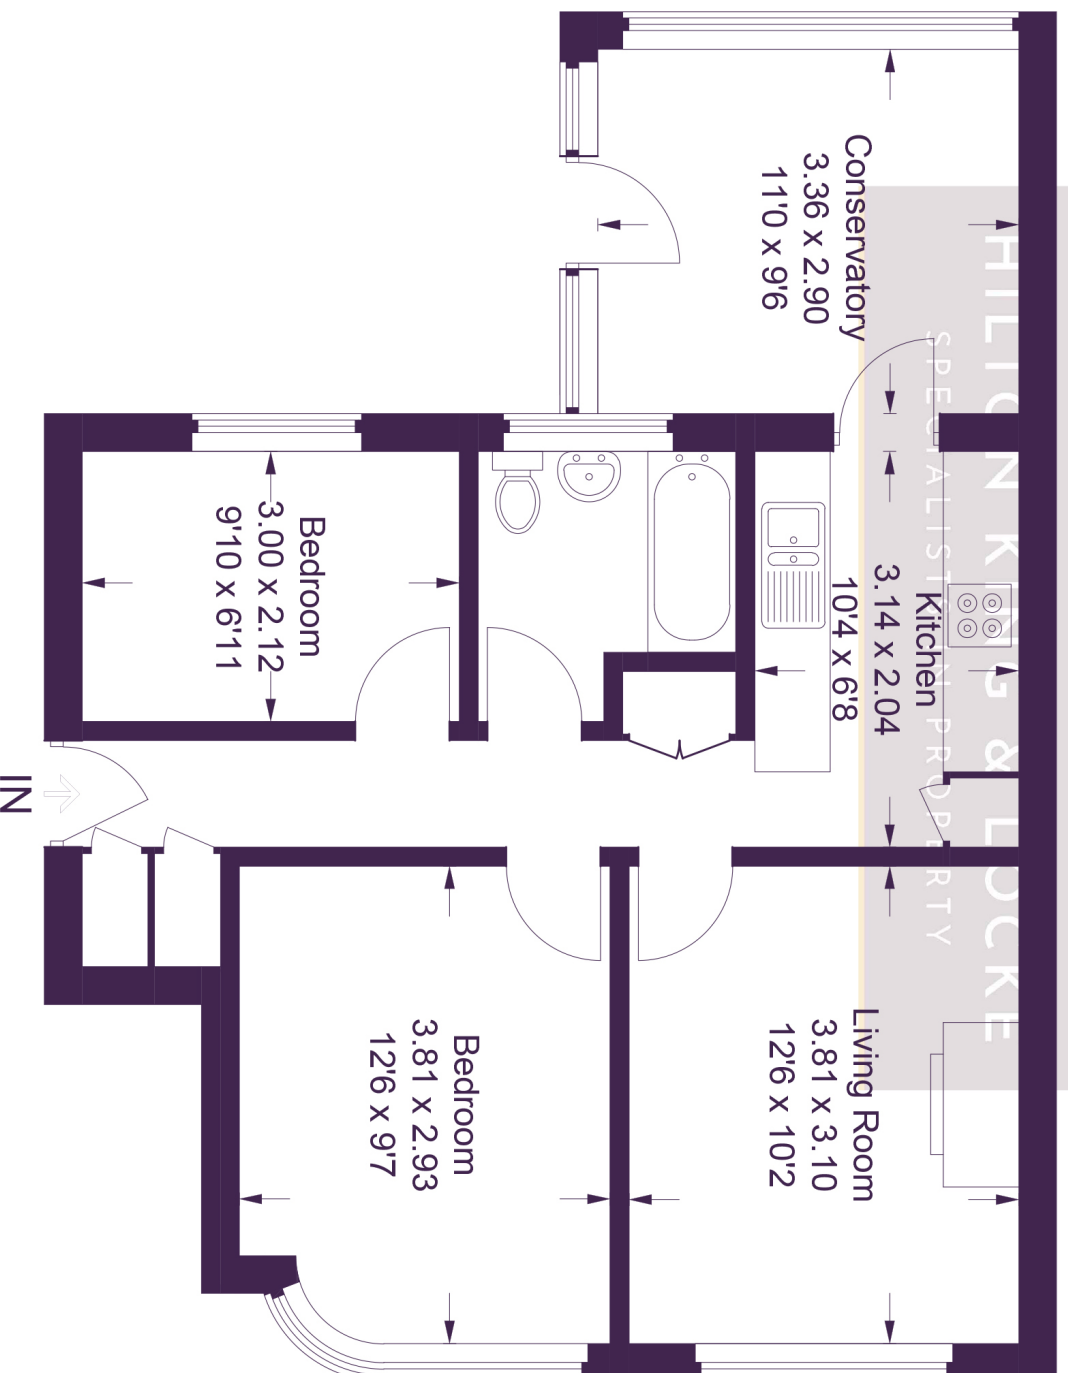 Conservatory
3.36 x 2.90
11'0 x 9'6
HILTON KING & LOCKE
SPECIALISTS IN PROPERTY
Kitchen
3.14 x 2.04
10'4 x 6'8
Bedroom
3.00 x 2.12
9'10 x 6'11
IN
Living Room
3.81 x 3.10
12'6 x 10'2
Bedroom
3.81 x 2.93
12'6 x 9'7